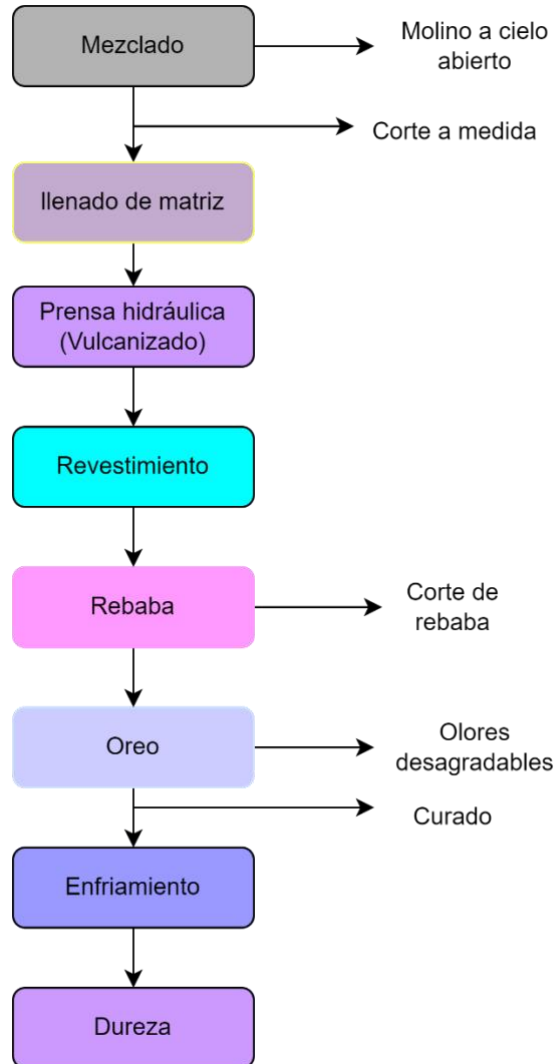 Mezclado
Molino a cielo
abierto
Corte a medida
llenado de matriz
Prensa hidráulica
(Vulcanizado)
Revestimiento
Rebaba
Corte de
rebaba
Oreo
Olores
desagradables
Curado
Enfriamiento
Dureza